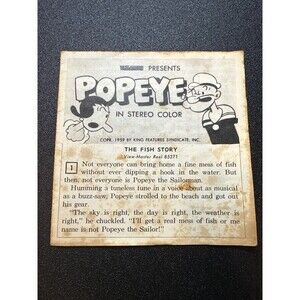 PRESENTS
POPEYE
IN STEREO COLOR
COPR. 1959 BY KING FEATURES SYNDICATE, INC.
THE FISH STORY
View-Master Reel B5271
1 Not everyone can bring home a fine mess of fish
without ever dipping a hook in the water. But
then, not everyone is Popeye the Sailorman.
Humming a tuneless tune in a voice about as musical
as a buzz-saw, Popeye strolled to the beach and got out
his gear.
"The sky is right, the day is right, the weather is
right," he chuckled. "I'll get a real mess of fish or me
name is not Popeye the Sailor!"